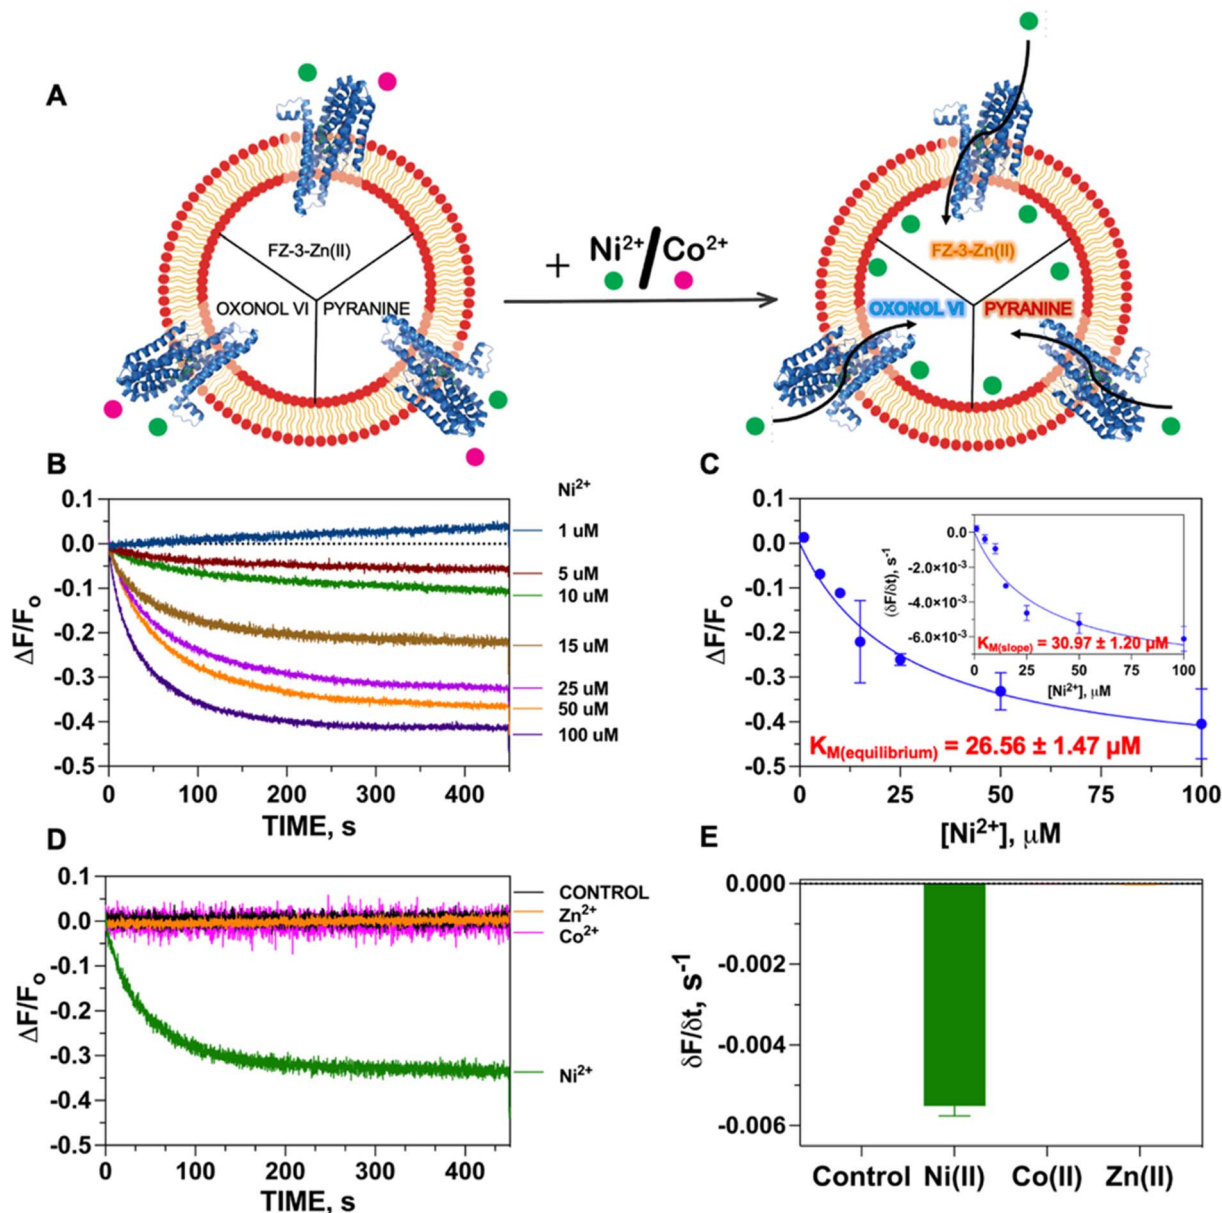 A
FZ-3-Zn(II)
OXONOL VI
PYRANINE
+ Ni2+/Co2+
FZ-3-Zn(II)
OXONOL VI
PYRANINE
B
0.1
0.0
-0.1
-0.2
-0.3
-0.4
-0.5
ΔF/Fo
0 100 200 300 400
TIME, s
Ni2+
1 uM
5 uM
10 uM
15 uM
25 uM
50 uM
100 uM
C
0.1
0.0
-0.1
-0.2
-0.3
-0.4
-0.5
ΔF/Fo
0 25 50 75 100
[Ni2+], μM
KM(equilibrium) = 26.56 ± 1.47 μM
0.0
-2.0×10-3
-4.0×10-3
-6.0×10-3
(δF/δt), s-1
KM(slope) = 30.97 ± 1.20 μM
0 25 50 75 100
[Ni2+], μM
D
0.1
0.0
-0.1
-0.2
-0.3
-0.4
-0.5
ΔF/Fo
0 100 200 300 400
TIME, s
CONTROL
Zn2+
Co2+
Ni2+
E
0.000
-0.002
-0.004
-0.006
δF/δt, s-1
Control Ni(II) Co(II) Zn(II)